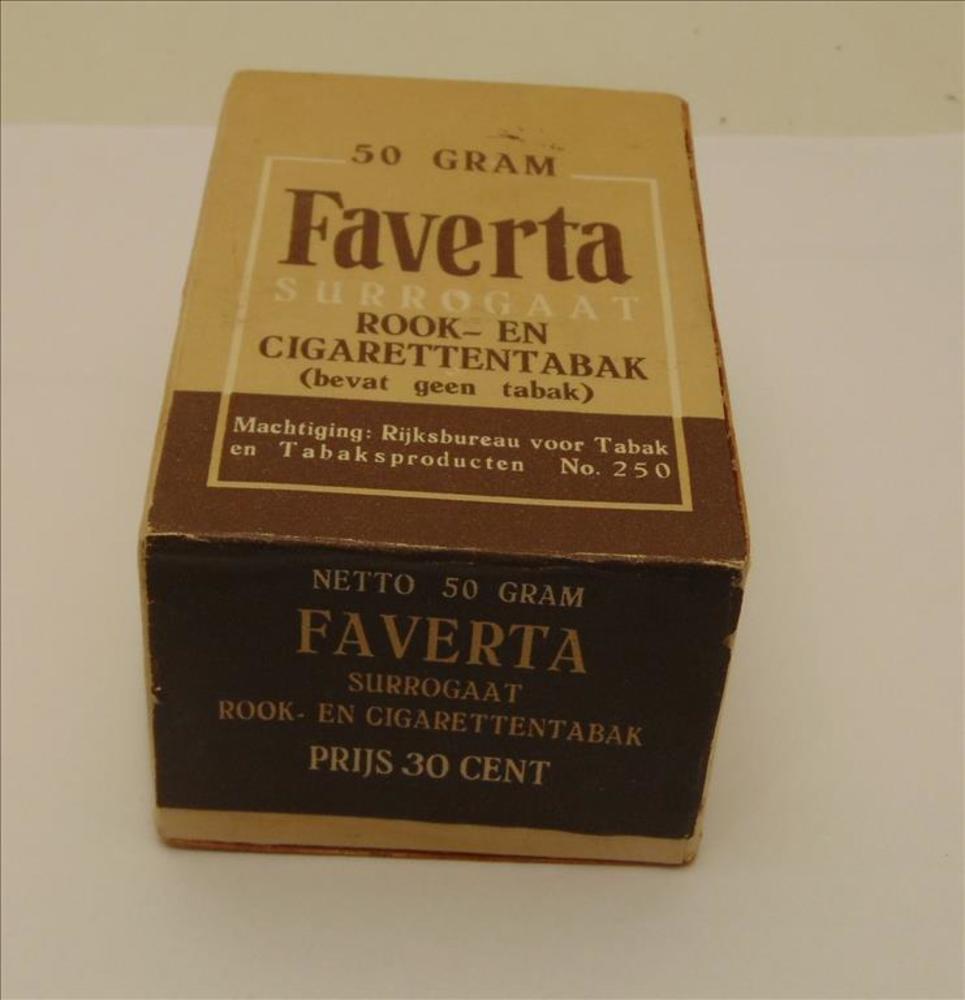 50 GRAM
Faverta
SURROGAAT
ROOK- EN
CIGARETTENTABAK
(bevat geen tabak)
Machtiging: Rijksbureau voor Tabak
en Tabaksproducten No. 250
NETTO 50 GRAM
FAVERTA
SURROGAAT
ROOK- EN CIGARETTENTABAK
PRIJS 30 CENT